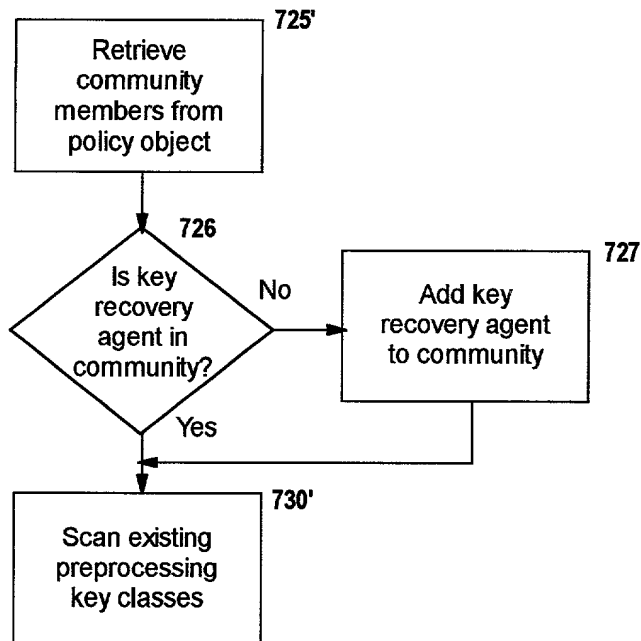 725'
Retrieve
community
members from
policy object
726
Is key
recovery
agent in
community?
No
727
Add key
recovery agent
to community
Yes
730'
Scan existing
preprocessing
key classes